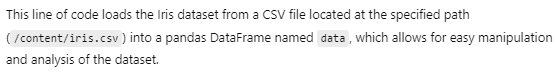 This line of code loads the Iris dataset from a CSV file located at the specified path
(/content/iris.csv) into a pandas DataFrame named data, which allows for easy manipulation
and analysis of the dataset.